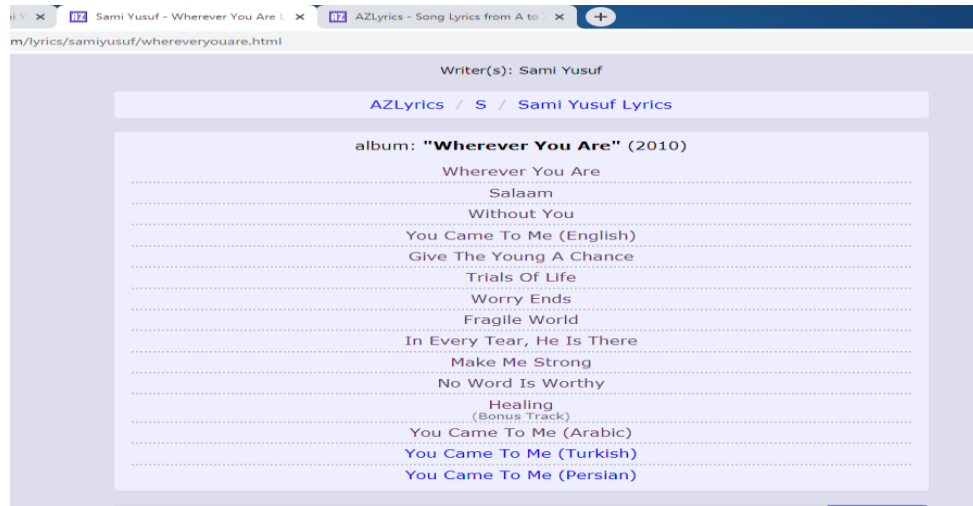 Sami Yusuf - Wherever You Are
AZLyrics - Song Lyrics from A to
m/lyrics/samiyusuf/whereveryouare.html
Writer(s): Sami Yusuf
AZLyrics / S / Sami Yusuf Lyrics
album: "Wherever You Are" (2010)
Wherever You Are
Salaam
Without You
You Came To Me (English)
Give The Young A Chance
Trials Of Life
Worry Ends
Fragile World
In Every Tear, He Is There
Make Me Strong
No Word Is Worthy
Healing
(Bonus Track)
You Came To Me (Arabic)
You Came To Me (Turkish)
You Came To Me (Persian)